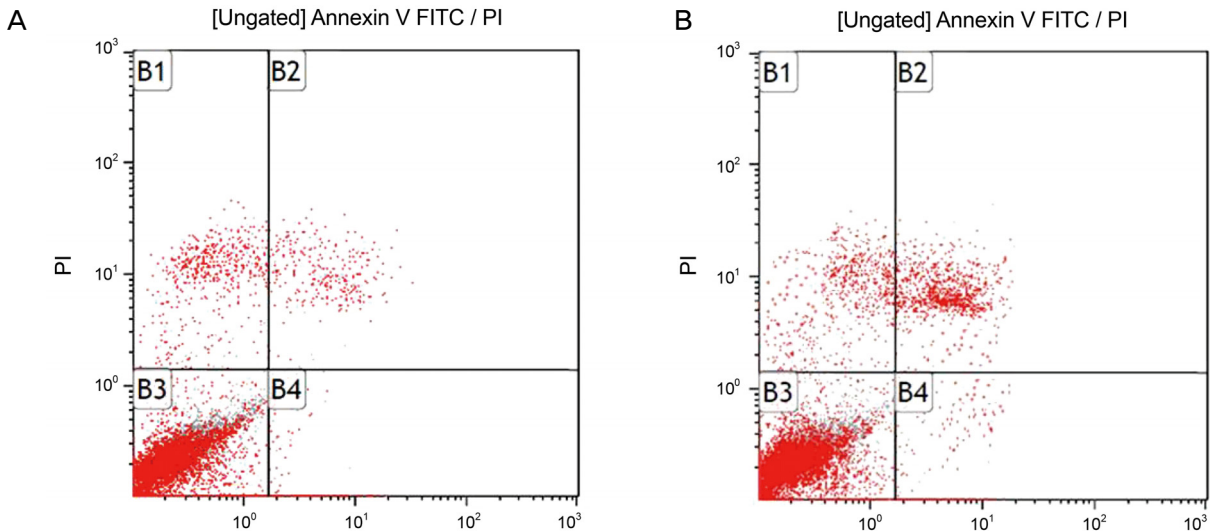 A
[Ungated] Annexin V FITC / PI
10³
B1
B2
10²
PI
10¹
10⁰
B3
B4
10⁰
10¹
10²
10³
B
[Ungated] Annexin V FITC / PI
10³
B1
B2
10²
PI
10¹
10⁰
B3
B4
10⁰
10¹
10²
10³